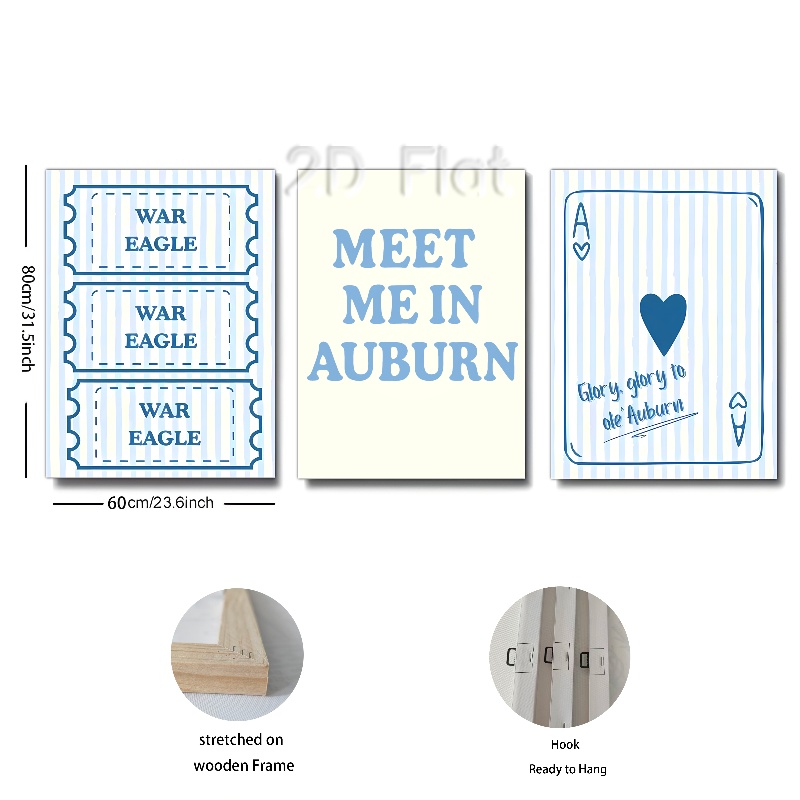 2D Flat
80cm/31.5inch
WAR
EAGLE
WAR
EAGLE
WAR
EAGLE
MEET
ME IN
AUBURN
A
Glory, glory to
ole' Auburn
A
60cm/23.6inch
stretched on
wooden Frame
Hook
Ready to Hang